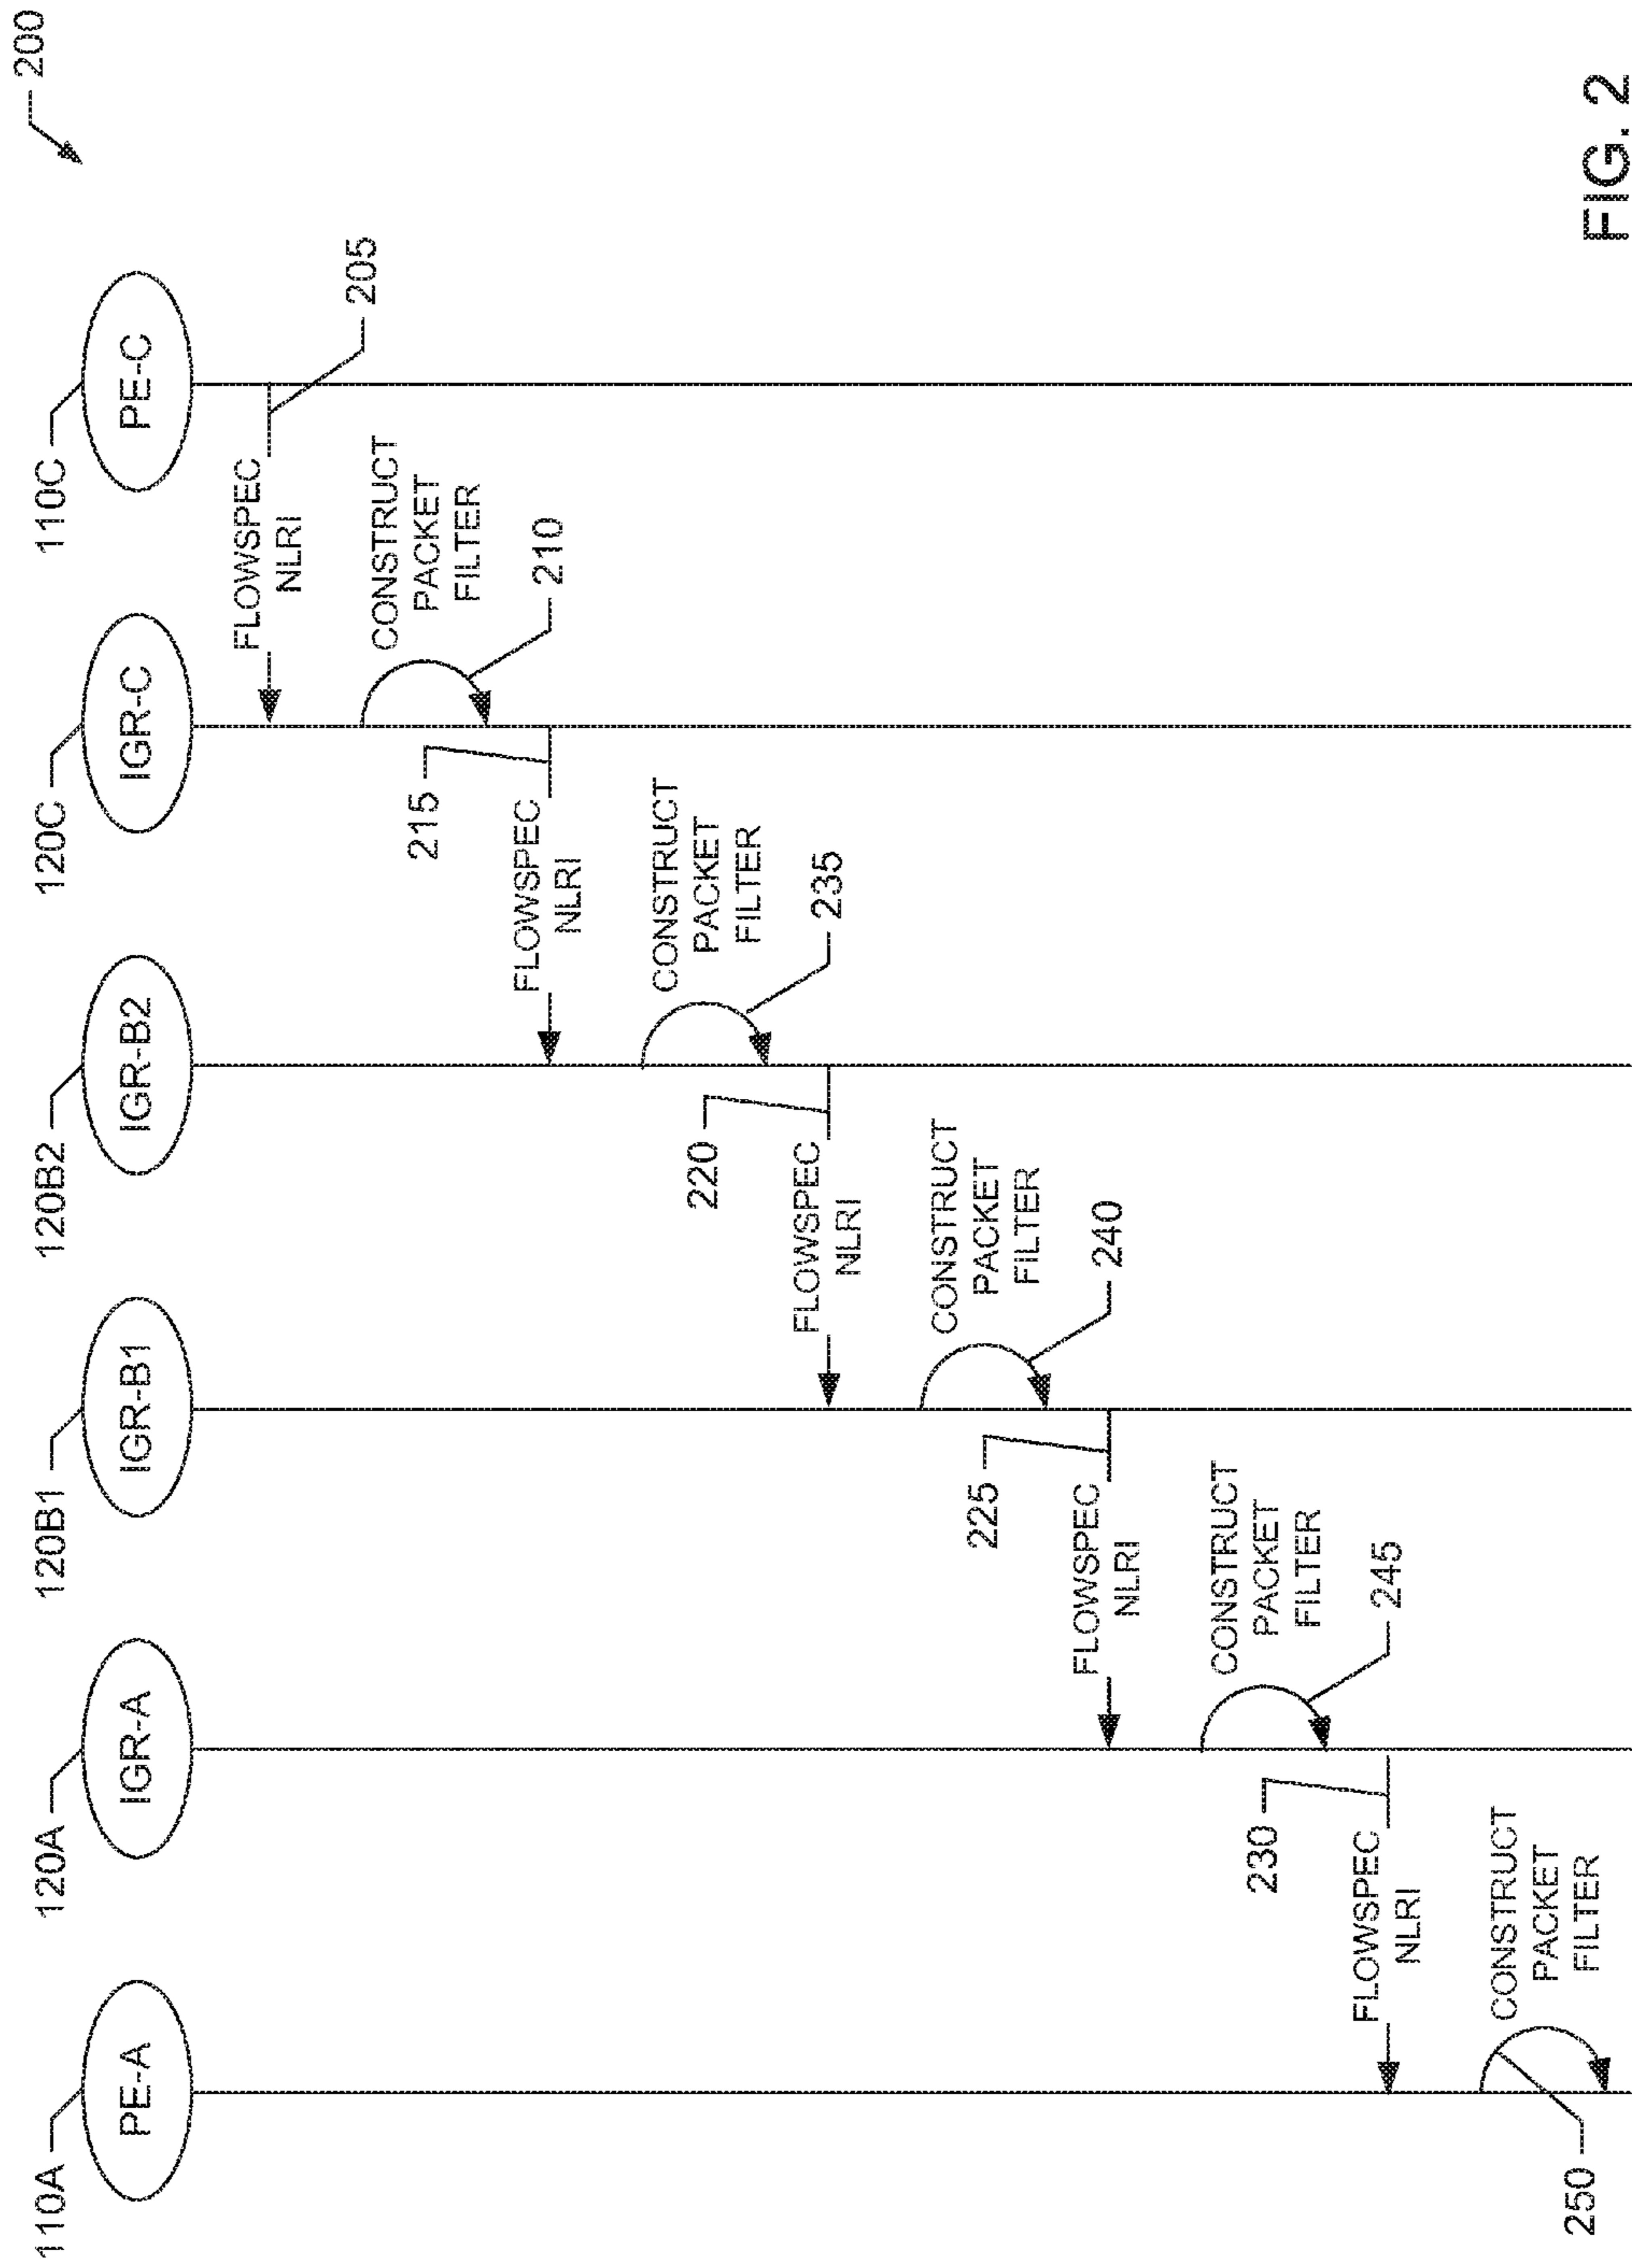 200
110A
120A
120B1
120B2
120C
110C
PE-A
IGR-A
IGR-B1
IGR-B2
IGR-C
PE-C
FLOWSPEC
NLRI
205
CONSTRUCT
PACKET
FILTER
210
215
FLOWSPEC
NLRI
CONSTRUCT
PACKET
FILTER
235
220
FLOWSPEC
NLRI
CONSTRUCT
PACKET
FILTER
240
225
FLOWSPEC
NLRI
CONSTRUCT
PACKET
FILTER
245
230
FLOWSPEC
NLRI
CONSTRUCT
PACKET
FILTER
250
FIG. 2